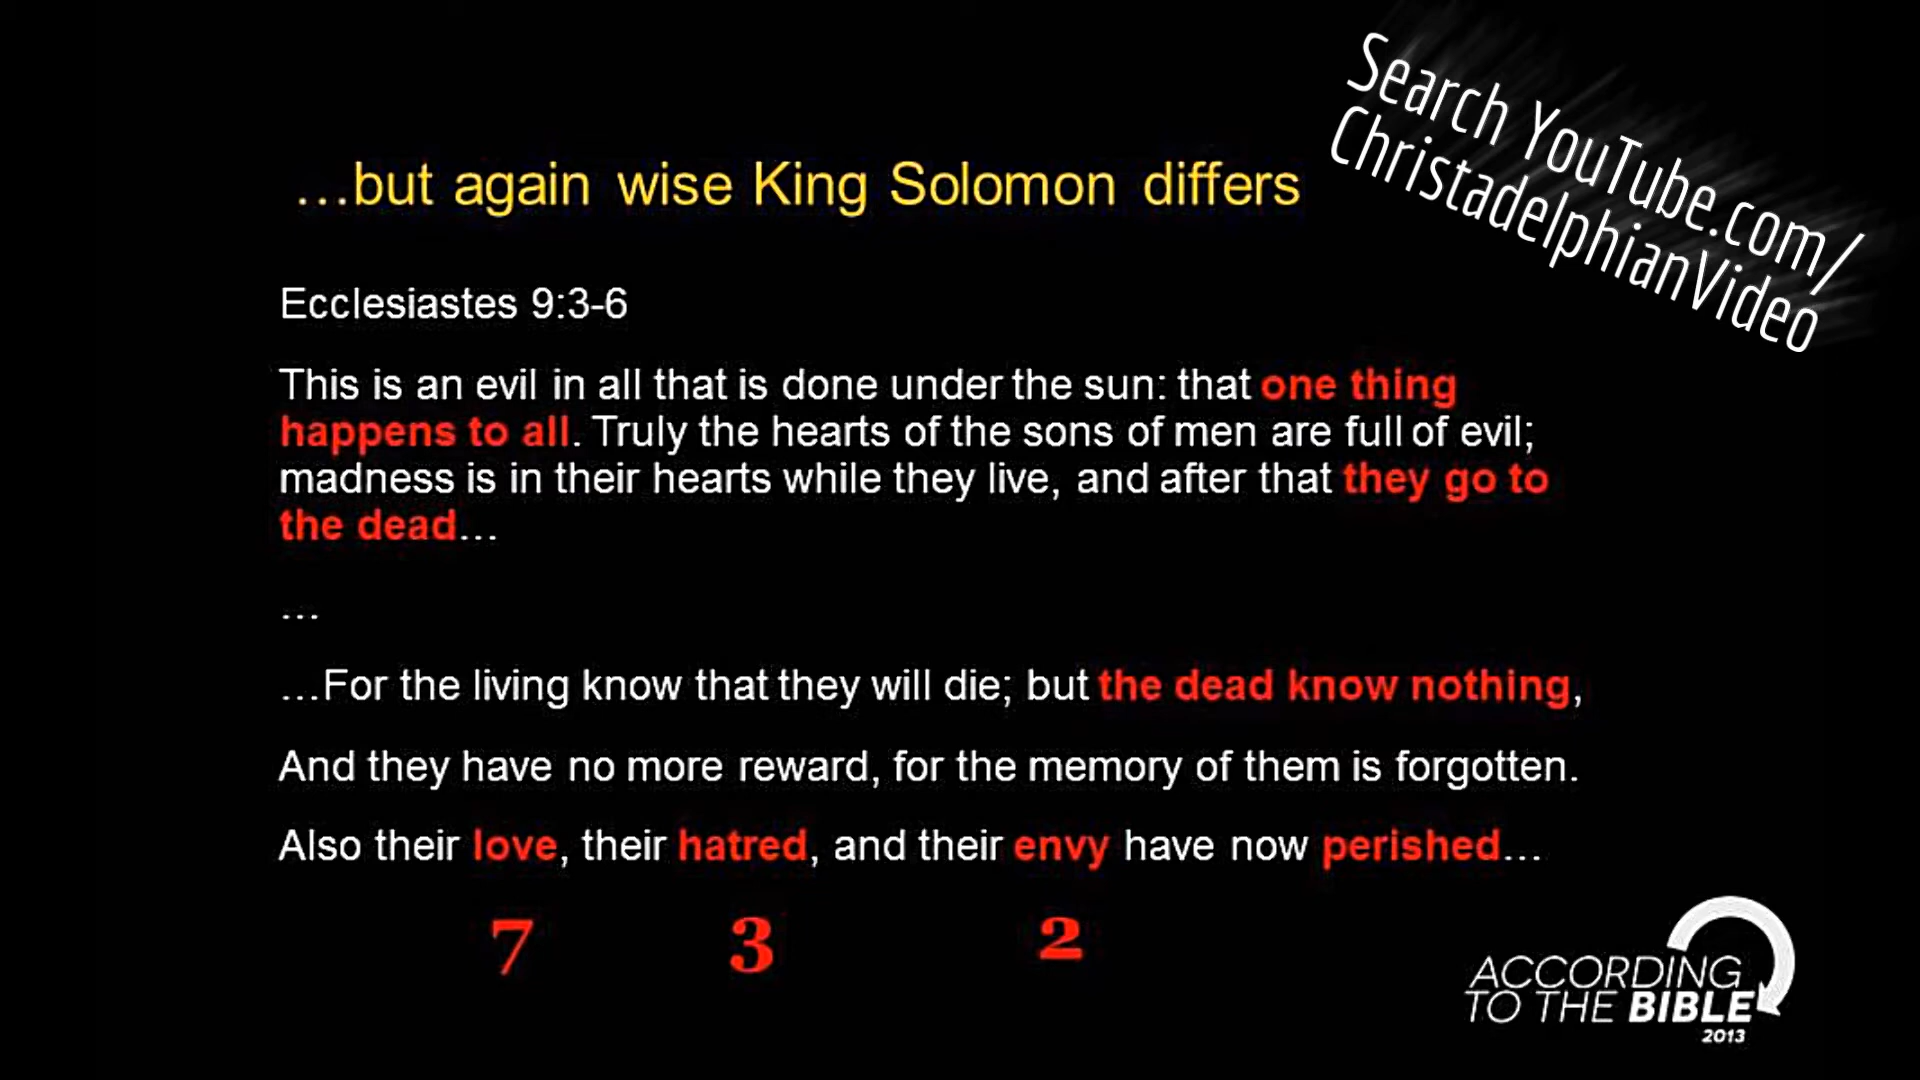 Search YouTube.com/
ChristadelphianVideo
…but again wise King Solomon differs
Ecclesiastes 9:3-6
This is an evil in all that is done under the sun: that one thing
happens to all. Truly the hearts of the sons of men are full of evil;
madness is in their hearts while they live, and after that they go to
the dead…
…
…For the living know that they will die; but the dead know nothing,
And they have no more reward, for the memory of them is forgotten.
Also their love, their hatred, and their envy have now perished…
7 3 2
ACCORDING
TO THE BIBLE
2013